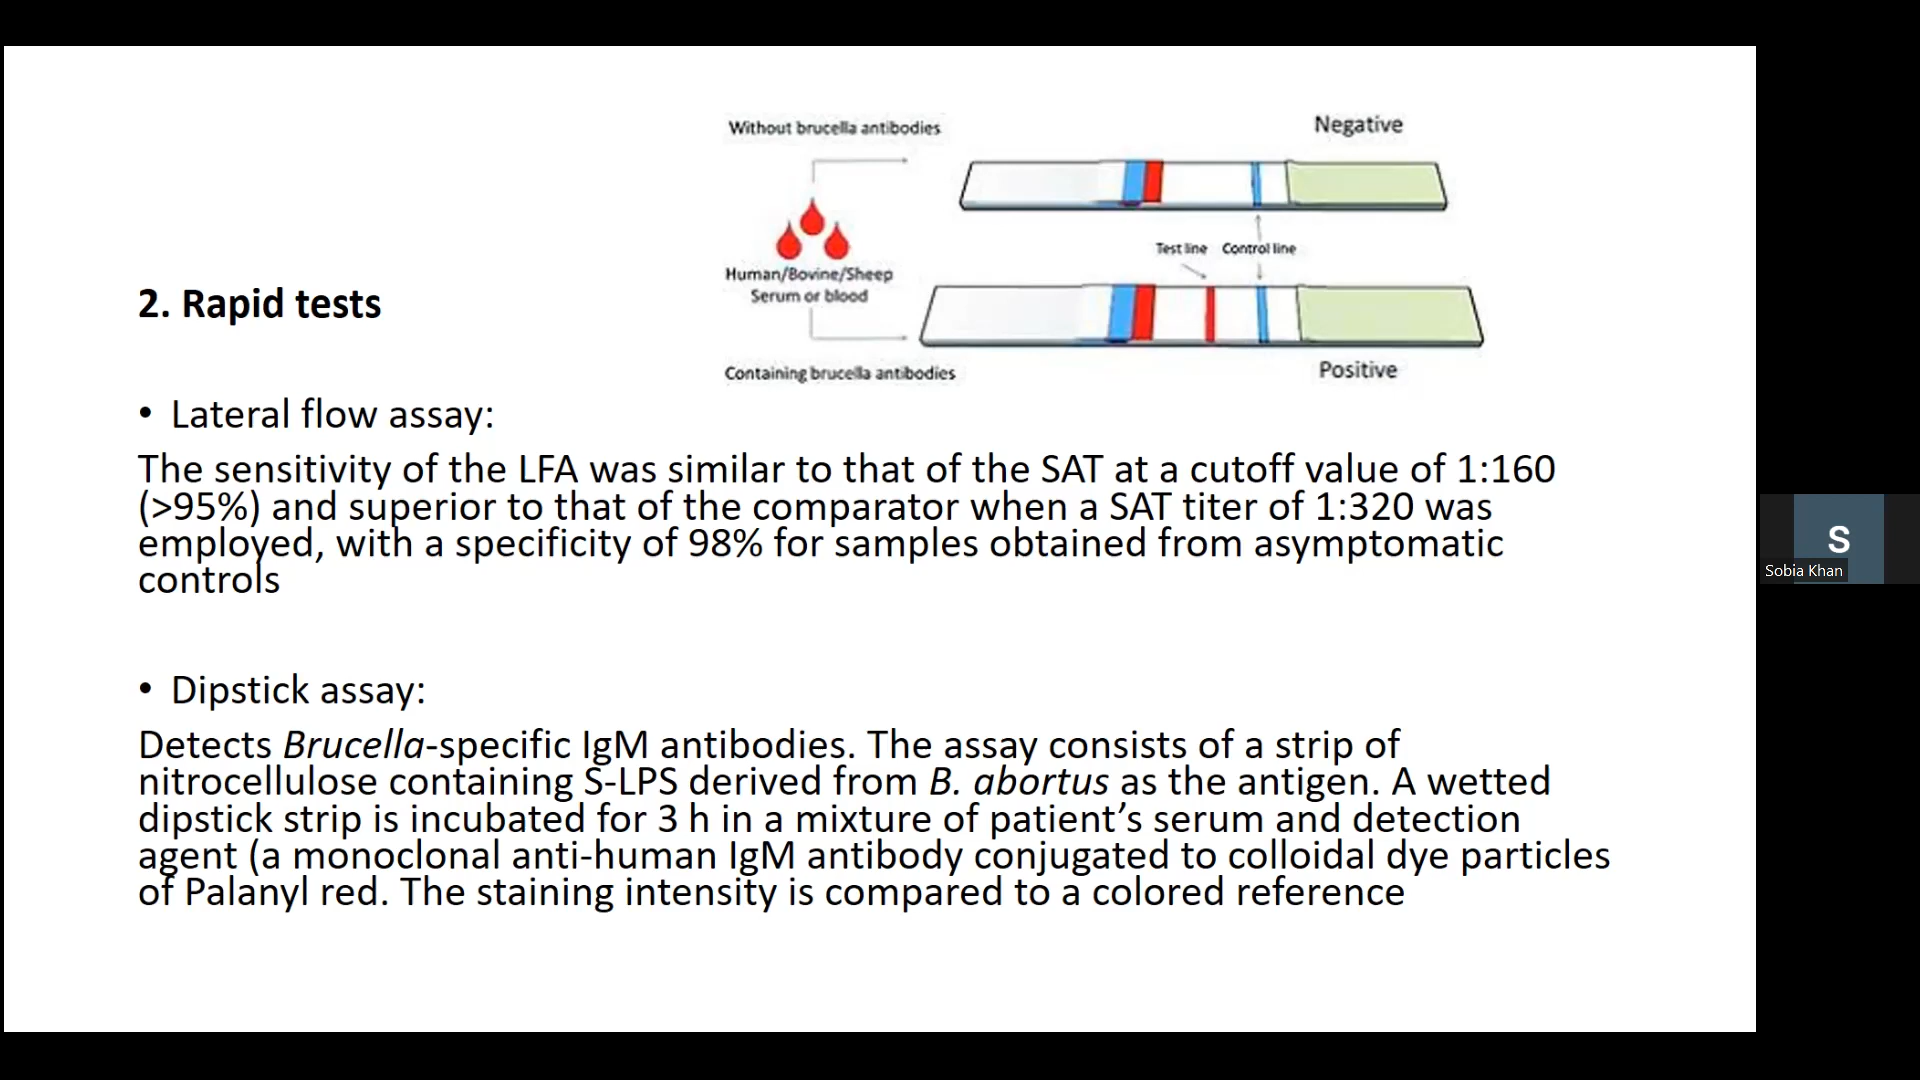 Without brucella antibodies
Negative
Test line Control line
Human/Bovine/Sheep
Serum or blood
Containing brucella antibodies
Positive
2. Rapid tests
• Lateral flow assay:
The sensitivity of the LFA was similar to that of the SAT at a cutoff value of 1:160
(>95%) and superior to that of the comparator when a SAT titer of 1:320 was
employed, with a specificity of 98% for samples obtained from asymptomatic
controls
• Dipstick assay:
Detects Brucella-specific IgM antibodies. The assay consists of a strip of
nitrocellulose containing S-LPS derived from B. abortus as the antigen. A wetted
dipstick strip is incubated for 3 h in a mixture of patient’s serum and detection
agent (a monoclonal anti-human IgM antibody conjugated to colloidal dye particles
of Palanyl red. The staining intensity is compared to a colored reference
S
Sobia Khan